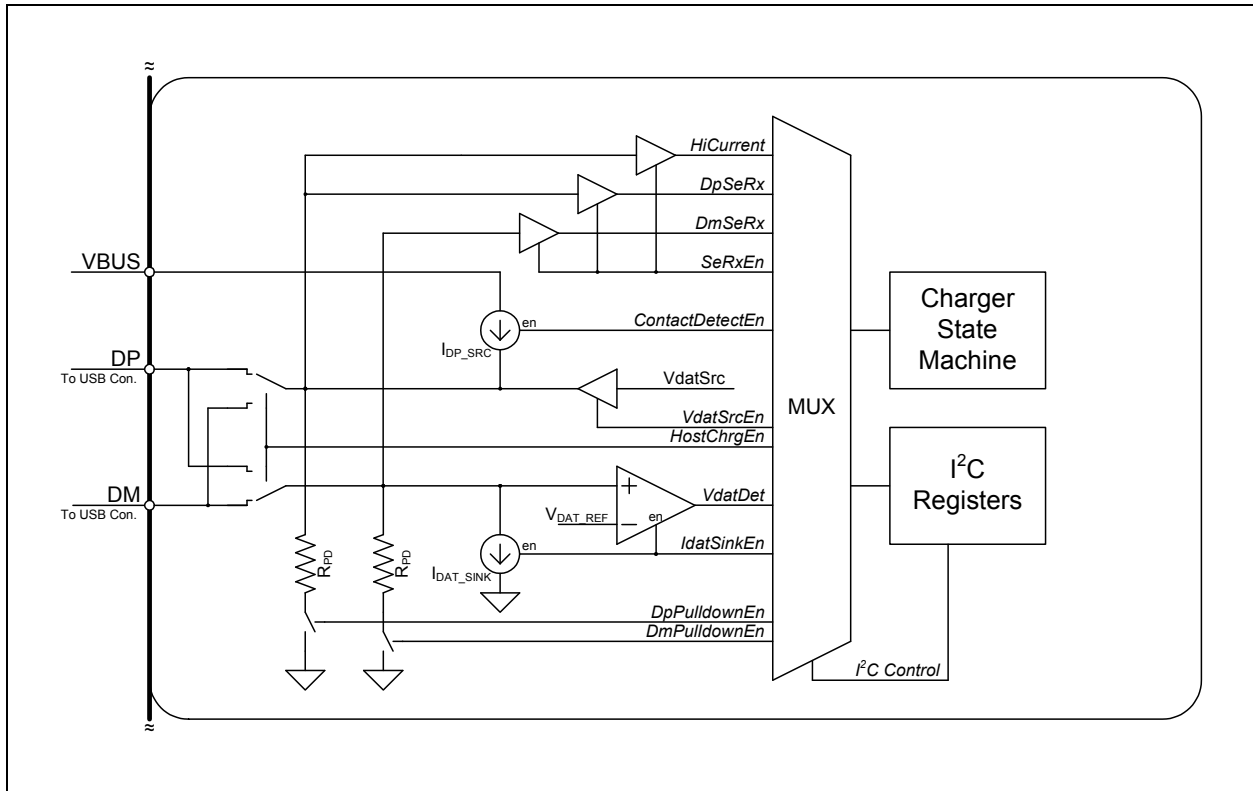 ≈
HiCurrent
DpSeRx
DmSeRx
VBUS
SeRxEn
Charger
State
Machine
en
ContactDetectEn
I_DP_SRC
DP
To USB Con.
VdatSrc
MUX
VdatSrcEn
HostChrgEn
I²C
Registers
DM
To USB Con.
+
VdatDet
V_DAT_REF
−
en
en
IdatSinkEn
R_PD
R_PD
I_DAT_SINK
DpPulldownEn
DmPulldownEn
I²C Control
≈